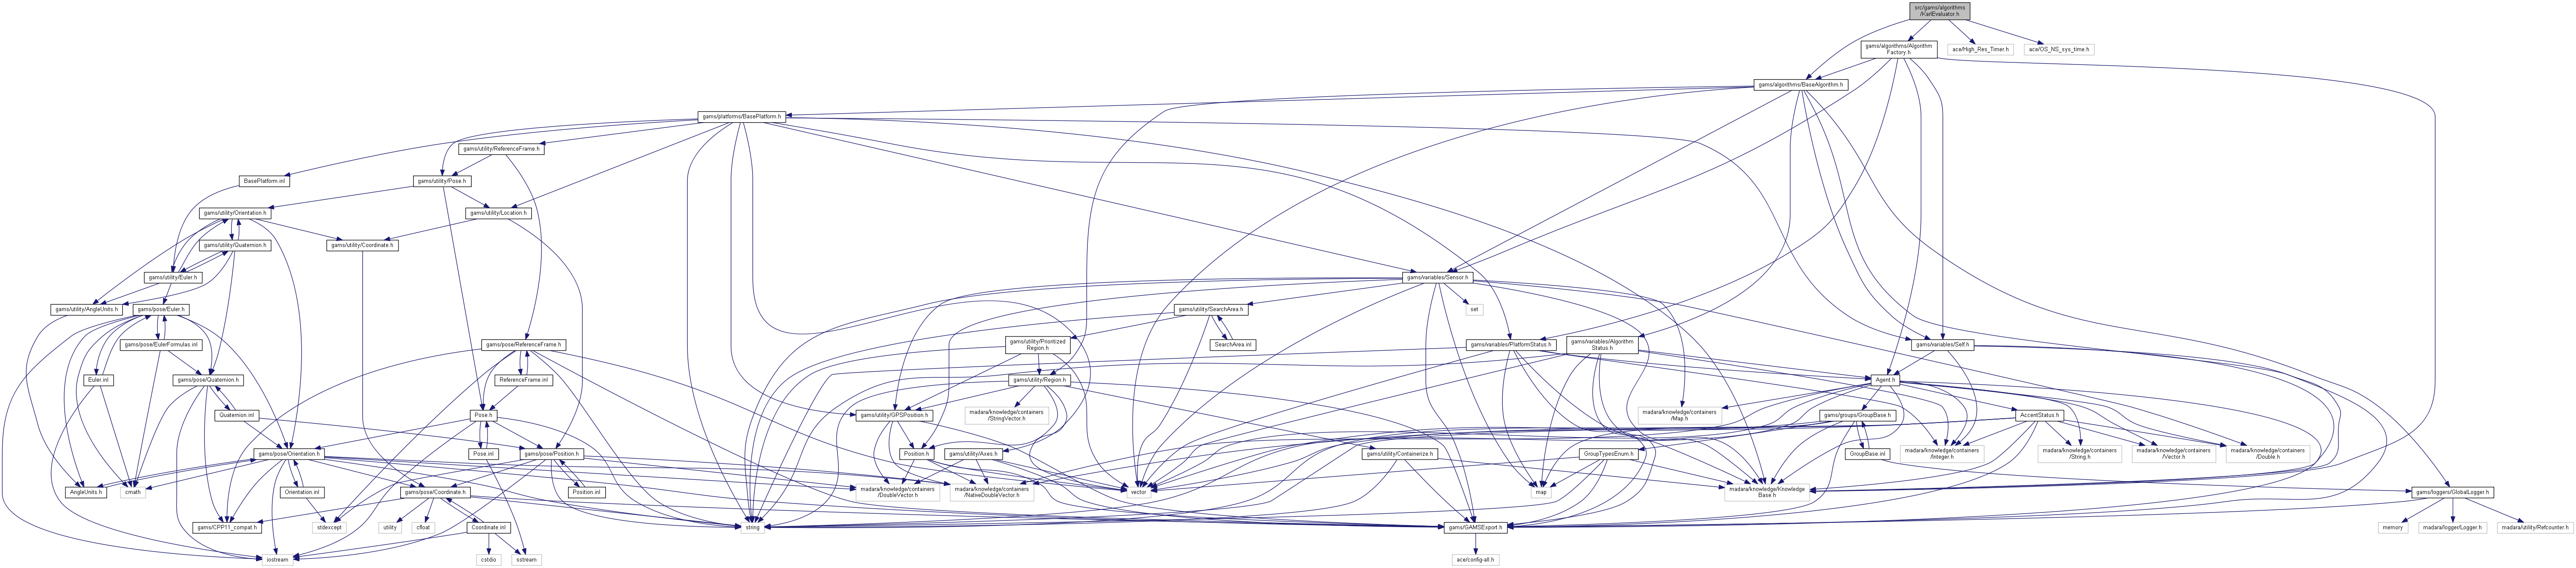 src/gams/algorithms
/KarlEvaluator.h
gams/algorithms/Algorithm
Factory.h
ace/High_Res_Timer.h
ace/OS_NS_sys_time.h
gams/algorithms/BaseAlgorithm.h
gams/platforms/BasePlatform.h
gams/utility/ReferenceFrame.h
BasePlatform.inl
gams/utility/Pose.h
gams/utility/Orientation.h
gams/utility/Location.h
gams/utility/Quaternion.h
gams/utility/Coordinate.h
gams/utility/Euler.h
gams/variables/Sensor.h
gams/utility/AngleUnits.h
gams/pose/Euler.h
gams/utility/SearchArea.h
set
gams/pose/EulerFormulas.inl
gams/pose/ReferenceFrame.h
gams/utility/Prioritized
Region.h
SearchArea.inl
gams/variables/PlatformStatus.h
gams/variables/Algorithm
Status.h
gams/variables/Self.h
Euler.inl
gams/pose/Quaternion.h
ReferenceFrame.inl
gams/utility/Region.h
Agent.h
Quaternion.inl
Pose.h
gams/utility/GPSPosition.h
madara/knowledge/containers
/StringVector.h
madara/knowledge/containers
/Map.h
gams/groups/GroupBase.h
AccentStatus.h
gams/pose/Orientation.h
Pose.inl
gams/pose/Position.h
Position.h
gams/utility/Axes.h
gams/utility/Containerize.h
GroupTypesEnum.h
GroupBase.inl
madara/knowledge/containers
/Integer.h
madara/knowledge/containers
/String.h
madara/knowledge/containers
/Vector.h
madara/knowledge/containers
/Double.h
AngleUnits.h
cmath
Orientation.inl
gams/pose/Coordinate.h
Position.inl
madara/knowledge/containers
/DoubleVector.h
madara/knowledge/containers
/NativeDoubleVector.h
vector
map
madara/knowledge/Knowledge
Base.h
gams/loggers/GlobalLogger.h
gams/CPP11_compat.h
stdexcept
utility
cfloat
Coordinate.inl
string
gams/GAMSExport.h
memory
madara/logger/Logger.h
madara/utility/Refcounter.h
iostream
cstdio
sstream
ace/config-all.h